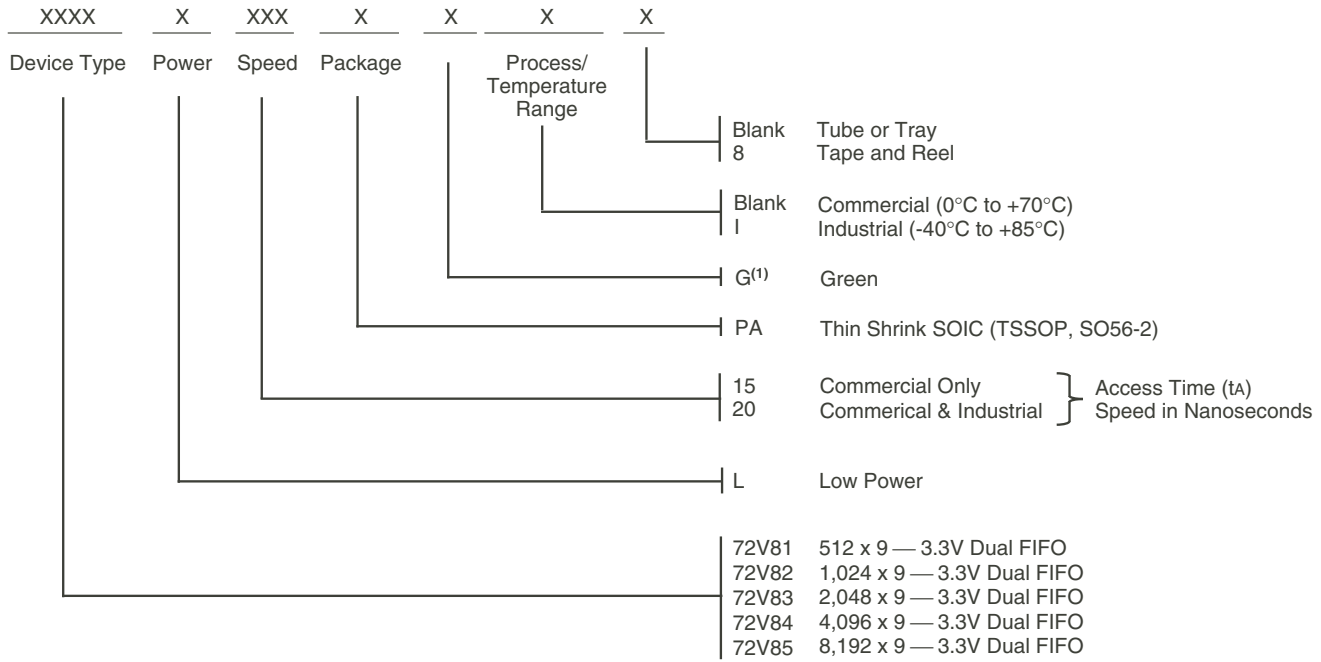 XXXX X XXX X X X X
Device Type Power Speed Package Process/
Temperature
Range
Blank Tube or Tray
8 Tape and Reel
Blank Commercial (0°C to +70°C)
I Industrial (-40°C to +85°C)
G(1) Green
PA Thin Shrink SOIC (TSSOP, SO56-2)
15 Commercial Only
20 Commerical & Industrial
Access Time (tA)
Speed in Nanoseconds
L Low Power
72V81 512 x 9 — 3.3V Dual FIFO
72V82 1,024 x 9 — 3.3V Dual FIFO
72V83 2,048 x 9 — 3.3V Dual FIFO
72V84 4,096 x 9 — 3.3V Dual FIFO
72V85 8,192 x 9 — 3.3V Dual FIFO